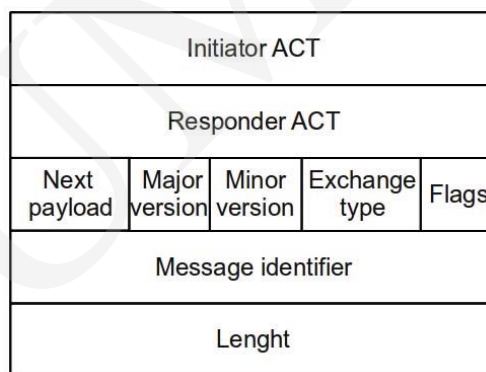 Initiator ACT
Responder ACT
Next payload
Major version
Minor version
Exchange type
Flags
Message identifier
Lenght